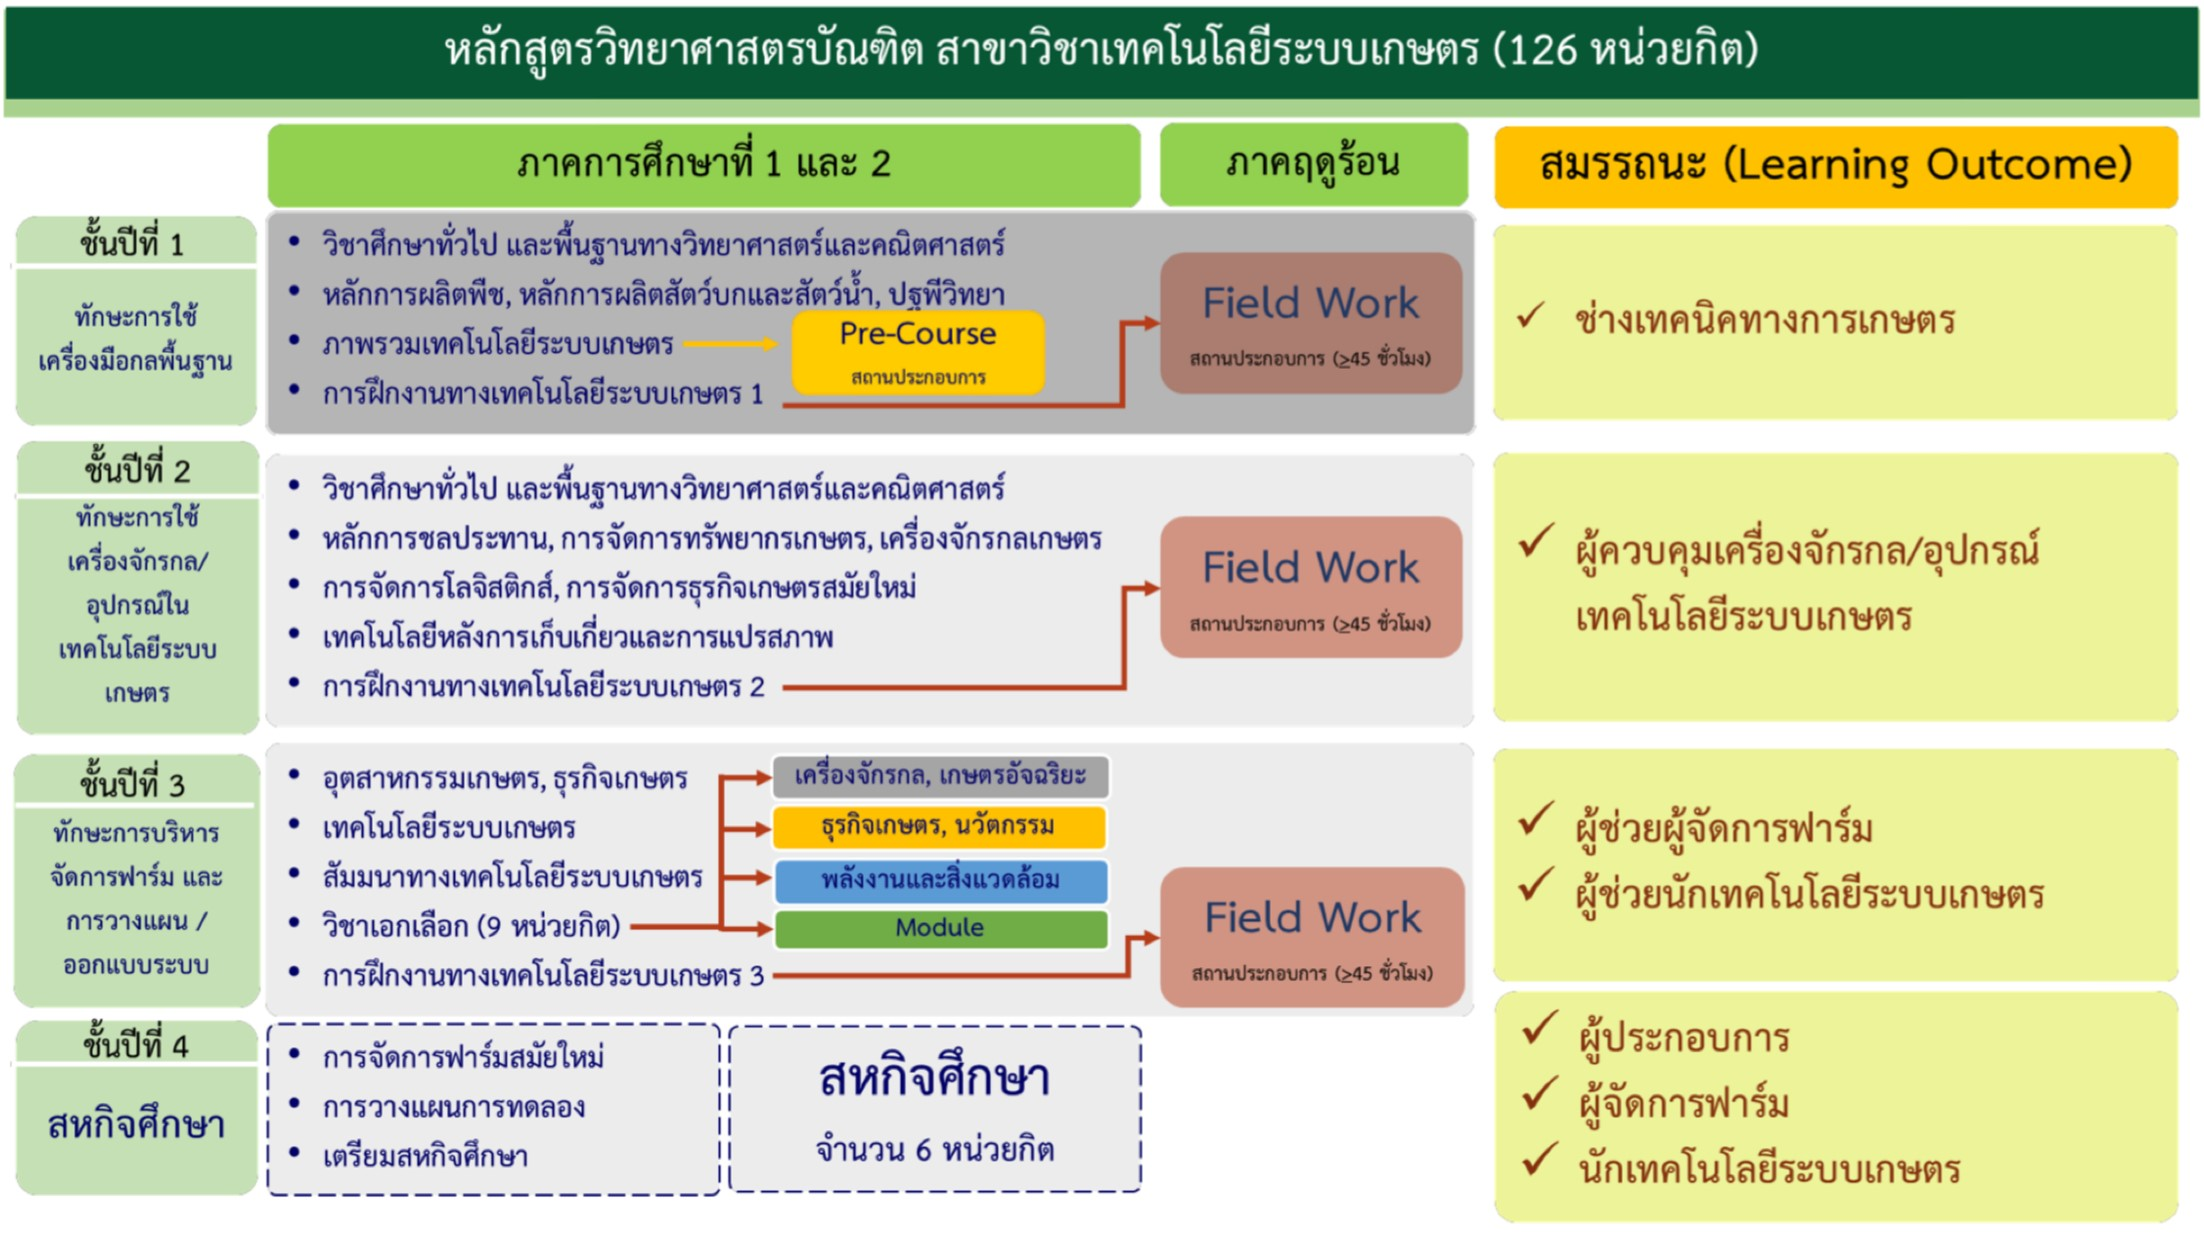 หลักสูตรวิทยาศาสตรบัณฑิต สาขาวิชาเทคโนโลยีระบบเกษตร (126 หน่วยกิต)
ภาคการศึกษาที่ 1 และ 2
ภาคฤดูร้อน
สมรรถนะ (Learning Outcome)
ชั้นปีที่ 1
ทักษะการใช้
เครื่องมือกลพื้นฐาน
• วิชาศึกษาทั่วไป และพื้นฐานทางวิทยาศาสตร์และคณิตศาสตร์
• หลักการผลิตพืช, หลักการผลิตสัตว์บกและสัตว์น้ำ, ปฐพีวิทยา
• ภาพรวมเทคโนโลยีระบบเกษตร
• การฝึกงานทางเทคโนโลยีระบบเกษตร 1
Pre-Course
สถานประกอบการ
Field Work
สถานประกอบการ (≥45 ชั่วโมง)
✓ ช่างเทคนิคทางการเกษตร
ชั้นปีที่ 2
ทักษะการใช้
เครื่องจักรกล/
อุปกรณ์ใน
เทคโนโลยีระบบ
เกษตร
• วิชาศึกษาทั่วไป และพื้นฐานทางวิทยาศาสตร์และคณิตศาสตร์
• หลักการชลประทาน, การจัดการทรัพยากรเกษตร, เครื่องจักรกลเกษตร
• การจัดการโลจิสติกส์, การจัดการธุรกิจเกษตรสมัยใหม่
• เทคโนโลยีหลังการเก็บเกี่ยวและการแปรสภาพ
• การฝึกงานทางเทคโนโลยีระบบเกษตร 2
Field Work
สถานประกอบการ (≥45 ชั่วโมง)
✓ ผู้ควบคุมเครื่องจักรกล/อุปกรณ์
เทคโนโลยีระบบเกษตร
ชั้นปีที่ 3
ทักษะการบริหาร
จัดการฟาร์ม และ
การวางแผน /
ออกแบบระบบ
• อุตสาหกรรมเกษตร, ธุรกิจเกษตร
• เทคโนโลยีระบบเกษตร
• สัมมนาทางเทคโนโลยีระบบเกษตร
• วิชาเอกเลือก (9 หน่วยกิต)
• การฝึกงานทางเทคโนโลยีระบบเกษตร 3
เครื่องจักรกล, เกษตรอัจฉริยะ
ธุรกิจเกษตร, นวัตกรรม
พลังงานและสิ่งแวดล้อม
Module
Field Work
สถานประกอบการ (≥45 ชั่วโมง)
✓ ผู้ช่วยผู้จัดการฟาร์ม
✓ ผู้ช่วยนักเทคโนโลยีระบบเกษตร
ชั้นปีที่ 4
สหกิจศึกษา
• การจัดการฟาร์มสมัยใหม่
• การวางแผนการทดลอง
• เตรียมสหกิจศึกษา
สหกิจศึกษา
จำนวน 6 หน่วยกิต
✓ ผู้ประกอบการ
✓ ผู้จัดการฟาร์ม
✓ นักเทคโนโลยีระบบเกษตร